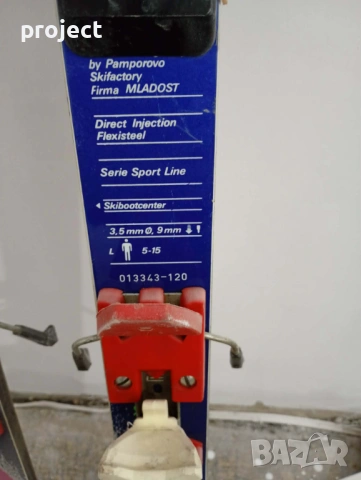 project
by Pamporovo
Skifactory
Firma MLADOST
Direct Injection
Flexisteel
Serie Sport Line
Skibootcenter
3,5 mm Ø, 9 mm
L 5-15
013343-120
BAZAR